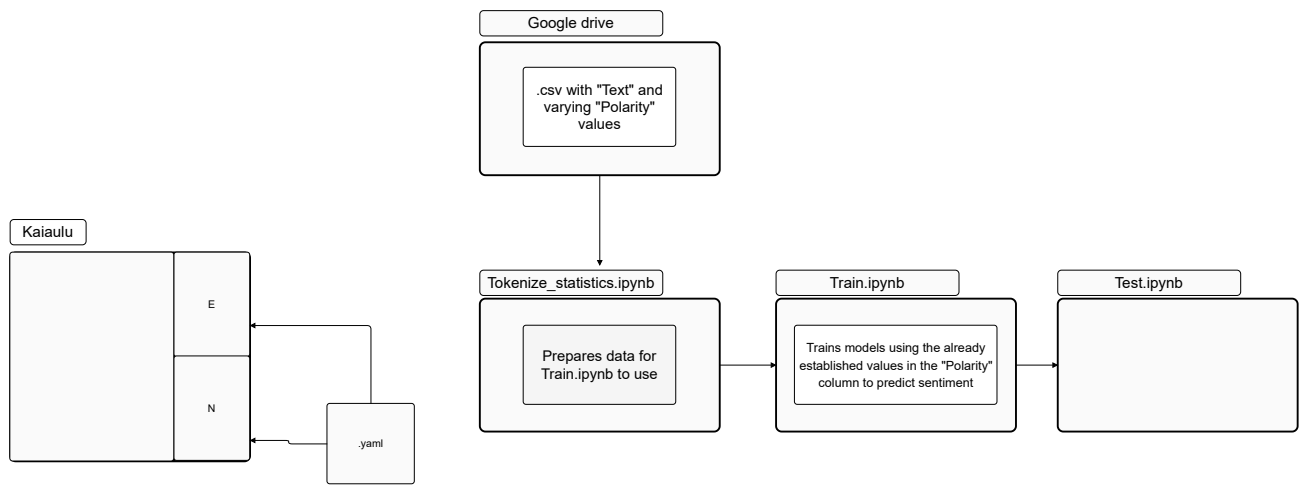 Google drive
.csv with "Text" and
varying "Polarity"
values
Kaiaulu
E
N
.yaml
Tokenize_statistics.ipynb
Prepares data for
Train.ipynb to use
Train.ipynb
Trains models using the already
established values in the "Polarity"
column to predict sentiment
Test.ipynb